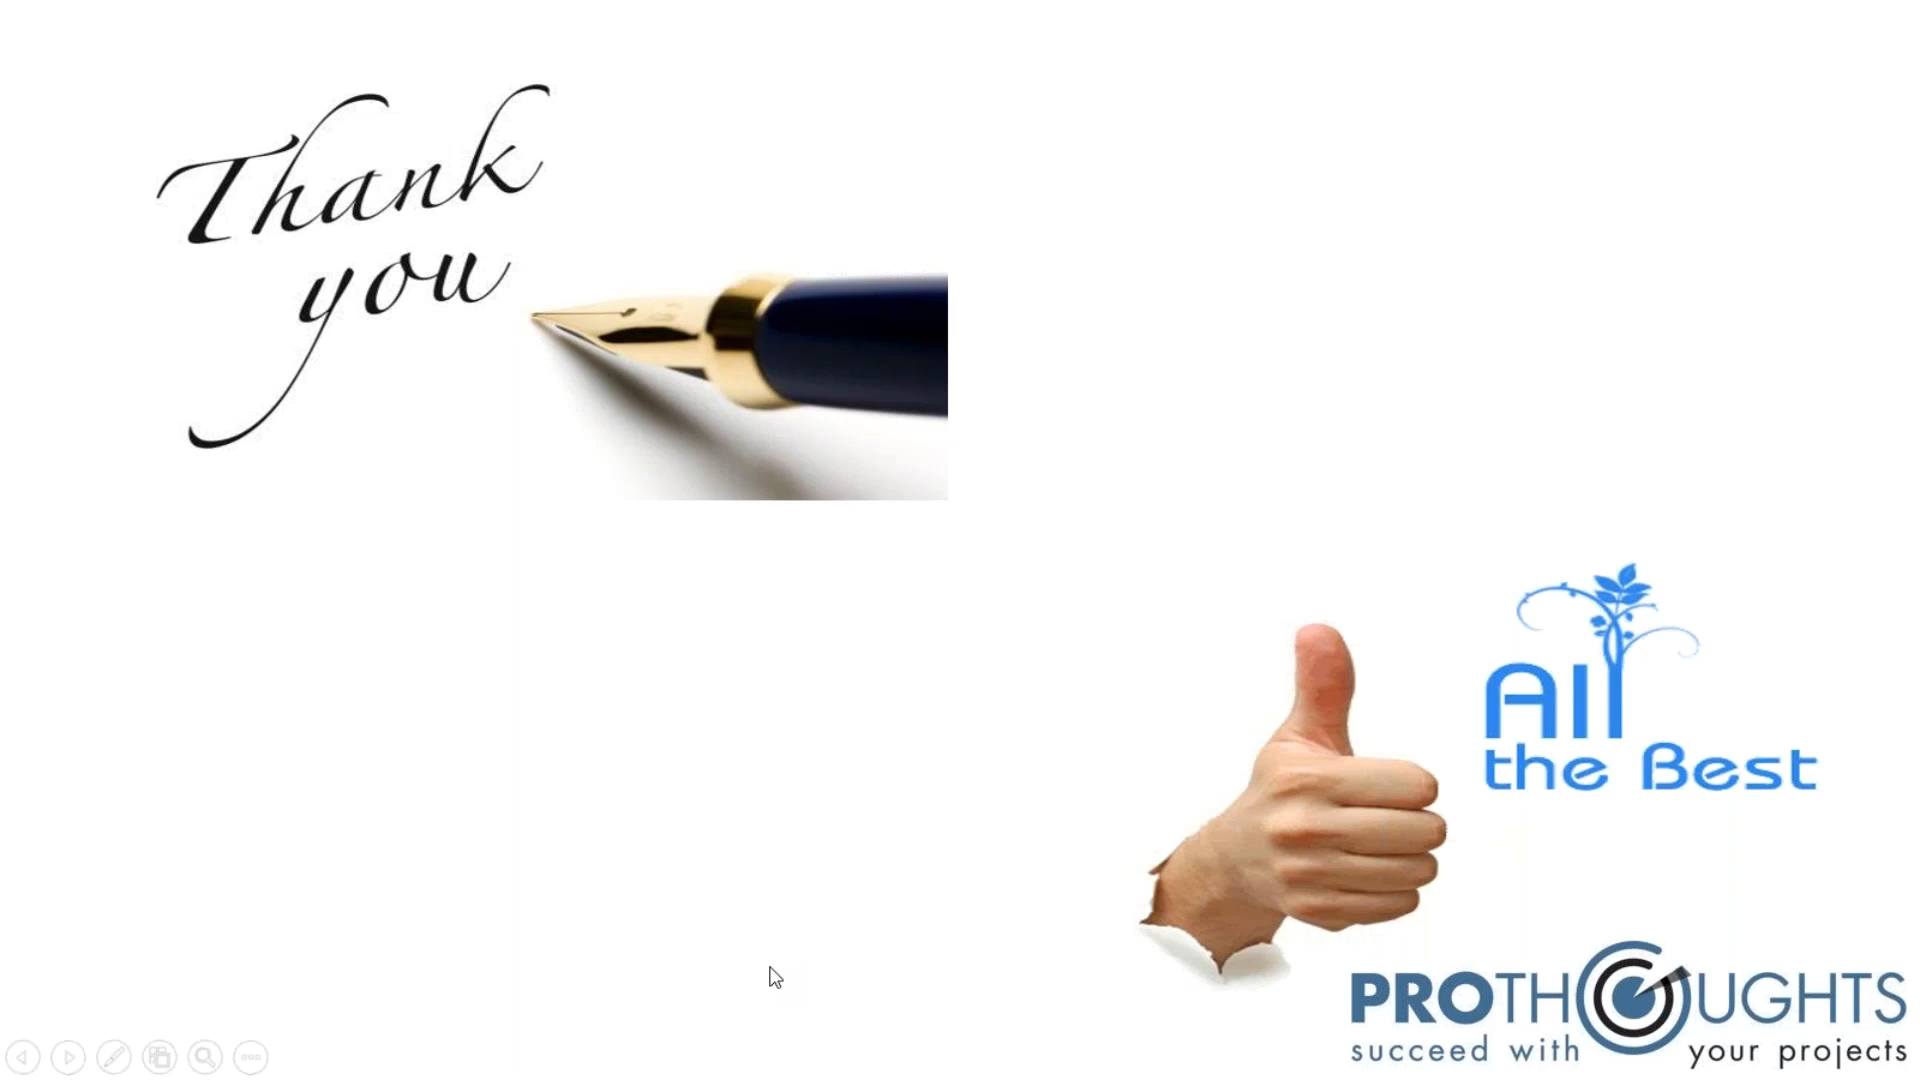 Thank
you
All
the Best
PROTHOUGHTS
succeed with your projects